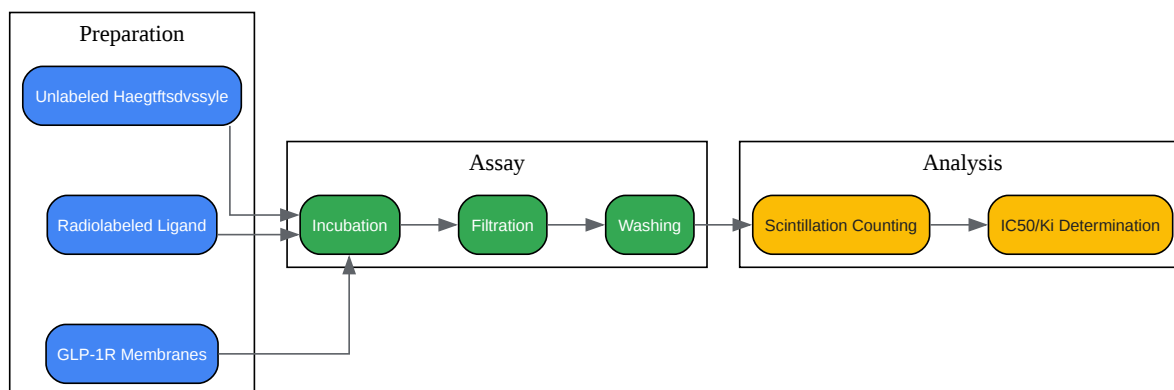 Preparation
Unlabeled Haegtftsdvssyle
Radiolabeled Ligand
GLP-1R Membranes
Assay
Incubation
Filtration
Washing
Analysis
Scintillation Counting
IC50/Ki Determination